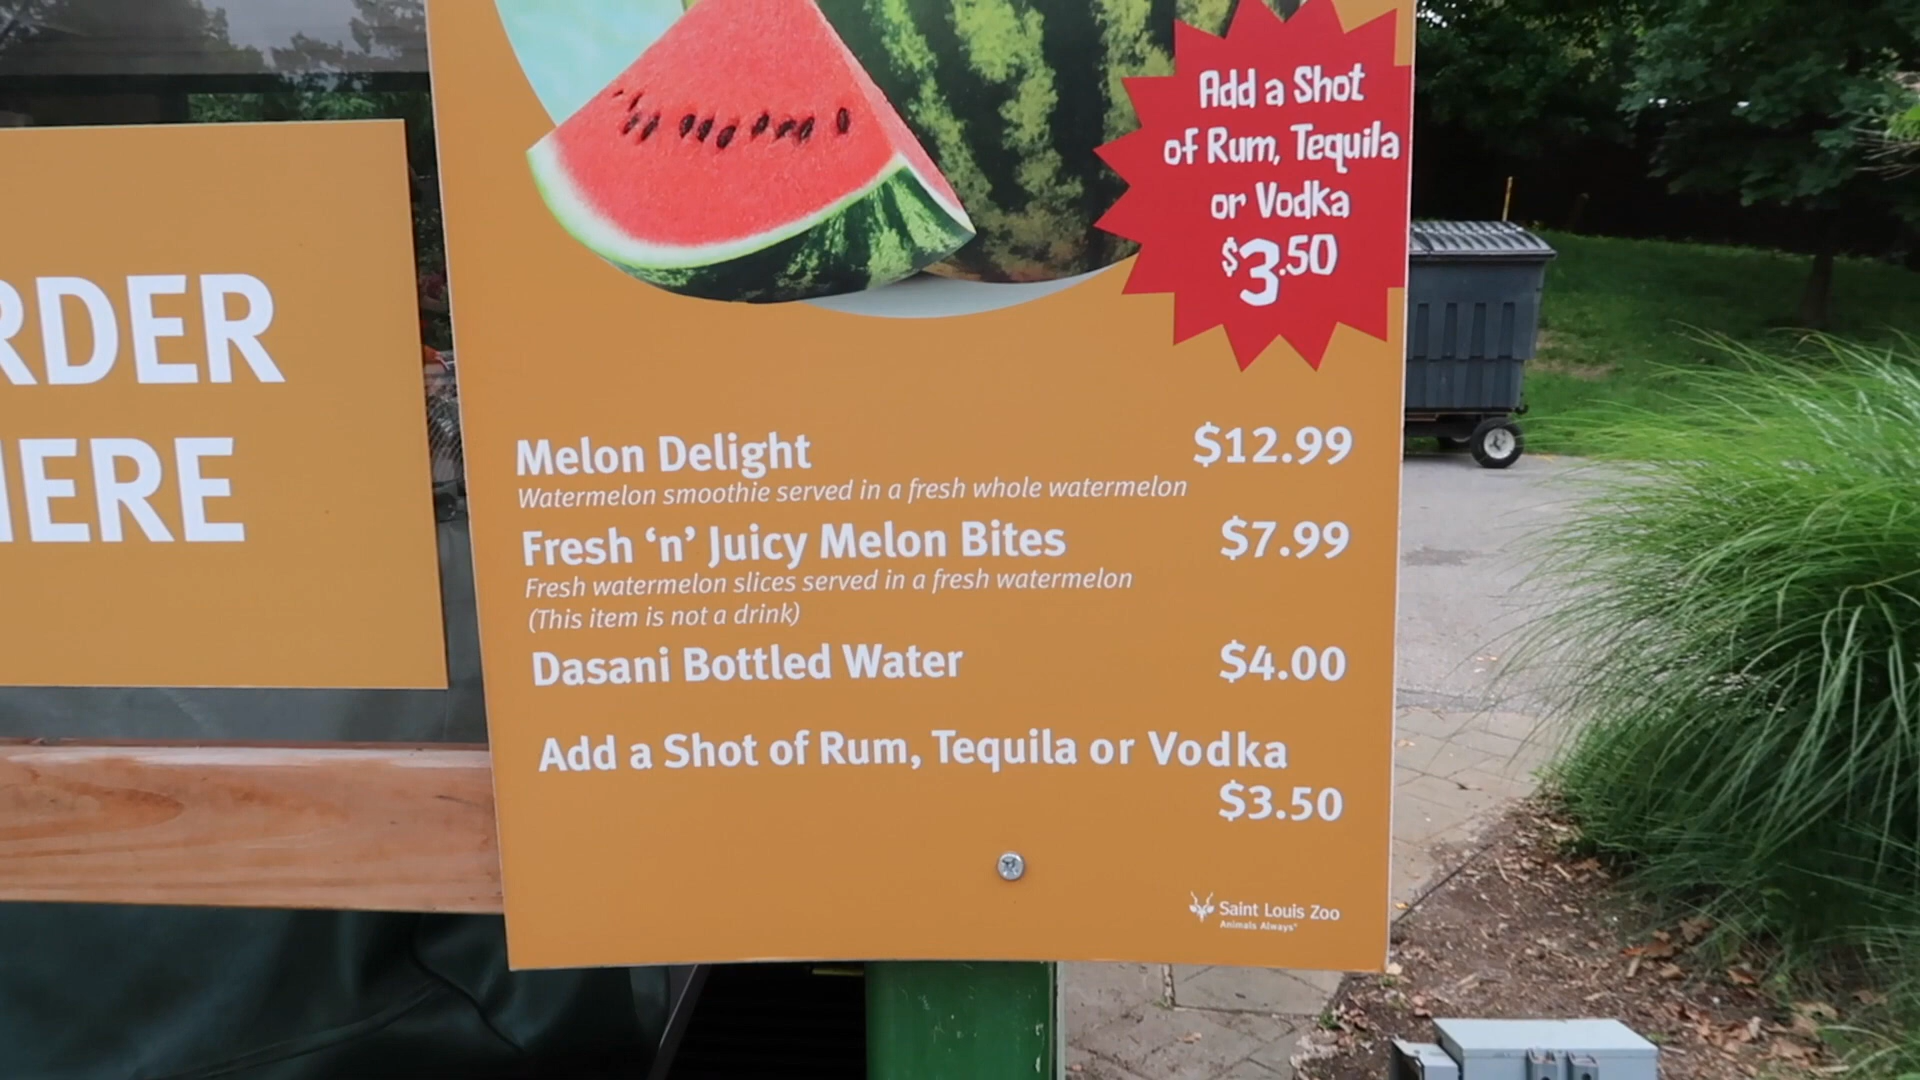 RDER
HERE
Add a Shot
of Rum, Tequila
or Vodka
$3.50
Melon Delight $12.99
Watermelon smoothie served in a fresh whole watermelon
Fresh ‘n’ Juicy Melon Bites $7.99
Fresh watermelon slices served in a fresh watermelon
(This item is not a drink)
Dasani Bottled Water $4.00
Add a Shot of Rum, Tequila or Vodka
$3.50
Saint Louis Zoo
Animals Always